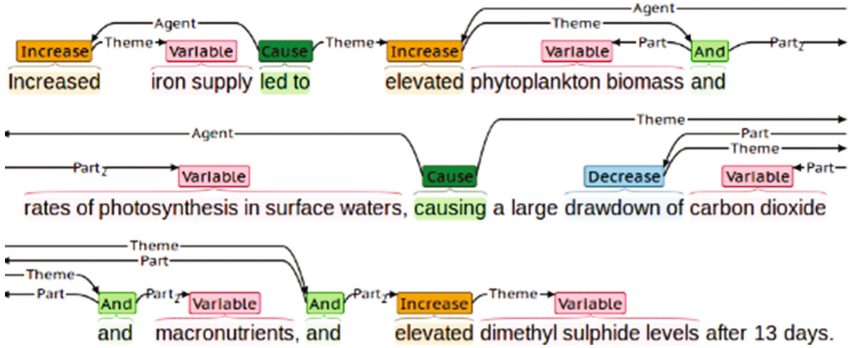 Agent
Agent Theme
Increase Theme Variable Cause Theme Increase Variable Part And Part2
Increased iron supply led to elevated phytoplankton biomass and
Theme
Agent Part
Theme
Part2 Variable Cause Decrease Variable Part
rates of photosynthesis in surface waters, causing a large drawdown of carbon dioxide
Theme
Part
Theme
Part And Part2 Variable And Part2 Increase Theme Variable
and macronutrients, and elevated dimethyl sulphide levels after 13 days.